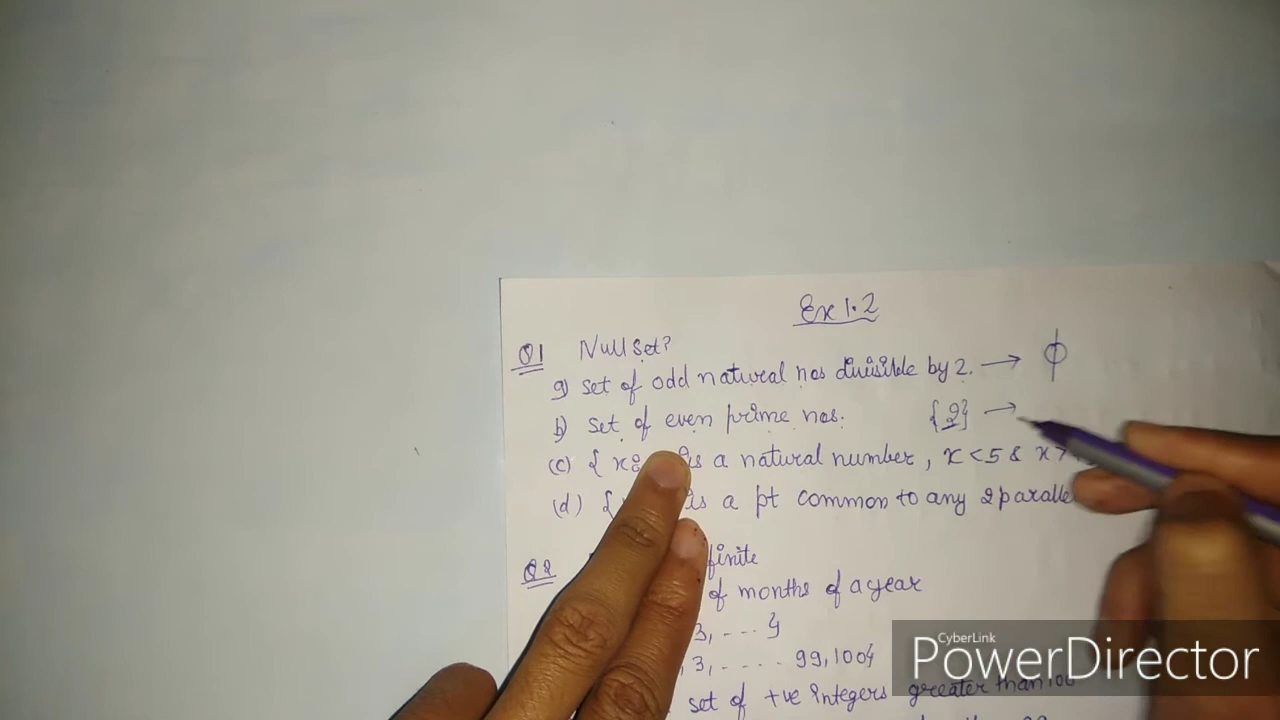 Ex 1.2
Q1 Null set?
a) set of odd natural nos divisible by 2. → ϕ
b) set of even prime nos. {2} →
(c) { x: is a natural number, x < 5 & x >
(d) { is a pt common to any 2 paralle
Q2 finite
of months of a year
3, ... }
, 3, .... 99, 100}
set of +ve integers greater than 100
CyberLink
PowerDirector